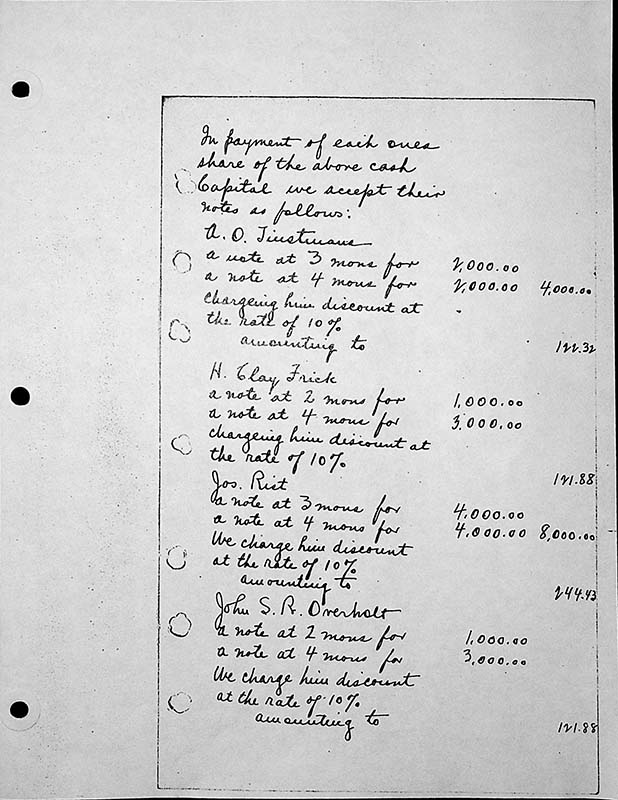 In payment of each ones
share of the above cash
Capital we accept their
notes as follows:
A. O. Tinstmans
a note at 3 mons for 2,000.00
a note at 4 mons for 2,000.00 4,000.00
chargeing him discount at
the rate of 10%
amounting to 122.32
H. Clay Frick
a note at 2 mons for 1,000.00
a note at 4 mons for 3,000.00
chargeing him discount at
the rate of 10% 121.88
Jos. Rist
a note at 3 mons for 4,000.00
a note at 4 mons for 4,000.00 8,000.00
We charge him discount
at the rate of 10%
amounting to 244.43
John S. R. Overholt
a note at 2 mons for 1,000.00
a note at 4 mons for 3,000.00
We charge him discount
at the rate of 10%
amounting to 121.88